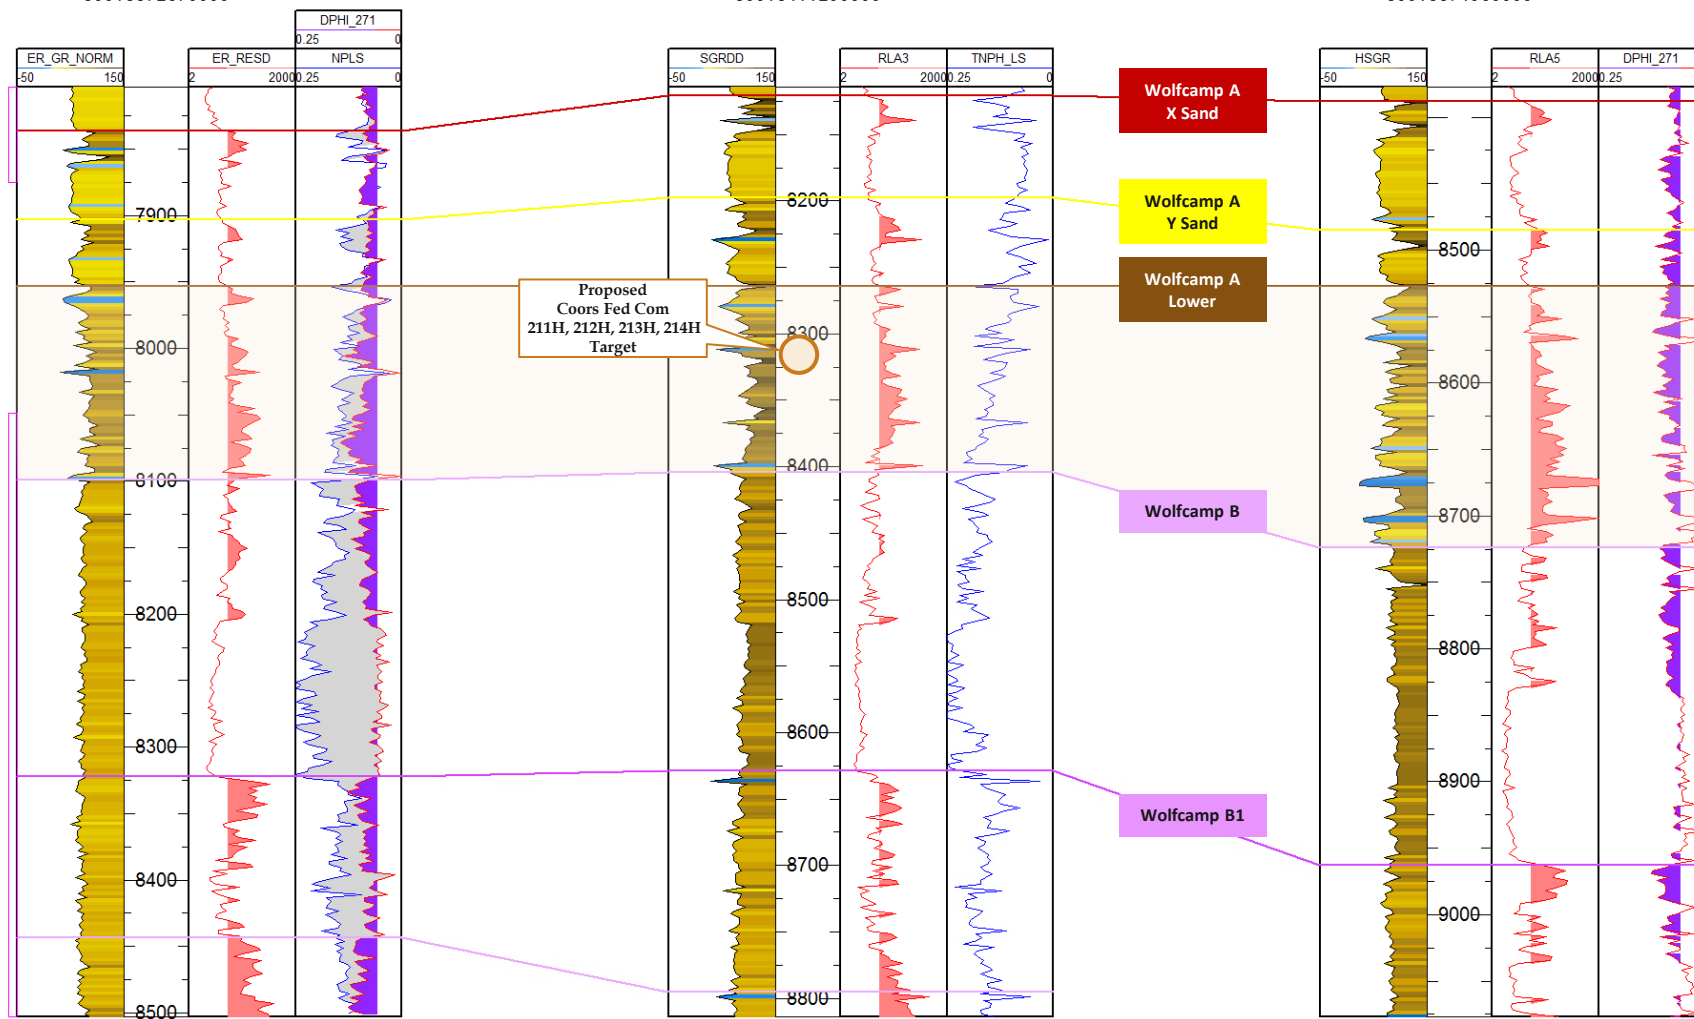 DPHI_271
0.25 0
ER_GR_NORM
-50 150
ER_RESD
2 2000
NPLS
0.25 0
SGRDD
-50 150
RLA3
2 2000
TNPH_LS
0.25 0
HSGR
-50 150
RLA5
2 2000
DPHI_271
0.25
Wolfcamp A
X Sand
Wolfcamp A
Y Sand
Wolfcamp A
Lower
Proposed
Coors Fed Com
211H, 212H, 213H, 214H
Target
Wolfcamp B
Wolfcamp B1
7900
8000
8100
8200
8300
8400
8500
8200
8300
8400
8500
8600
8700
8800
8500
8600
8700
8800
8900
9000